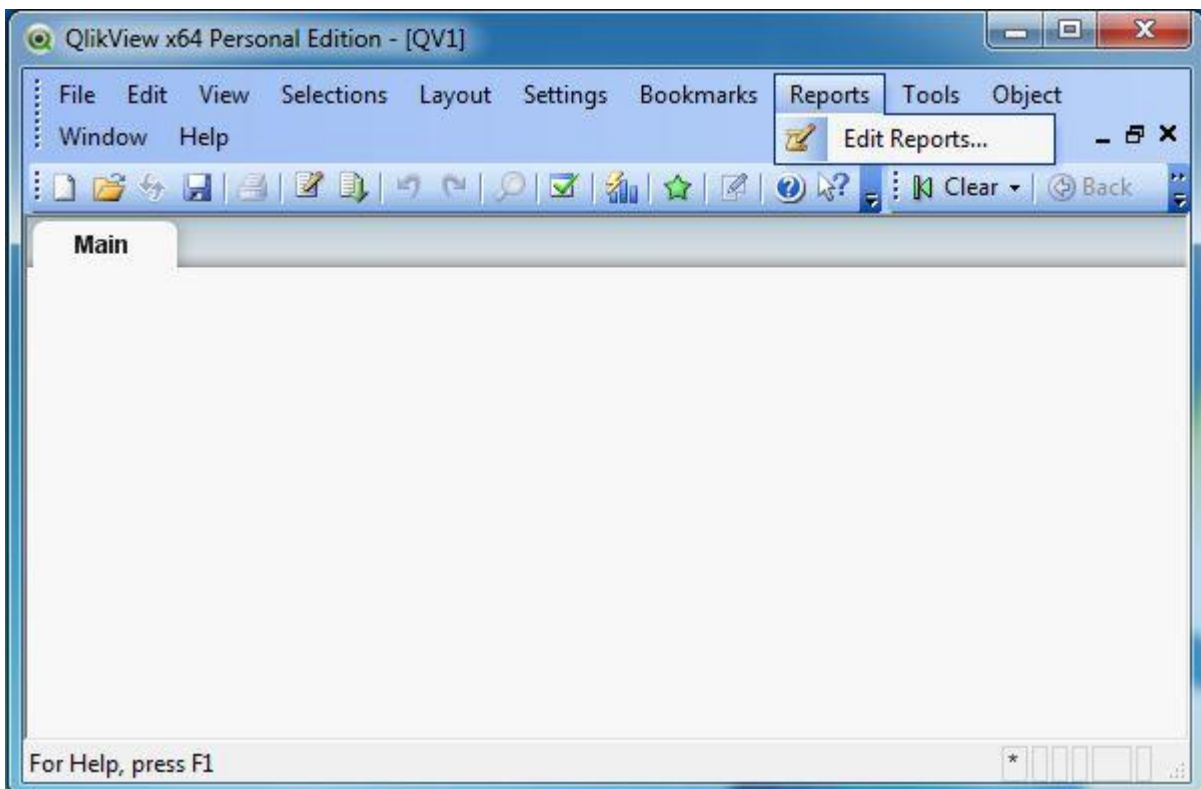 QlikView x64 Personal Edition - [QV1]
File Edit View Selections Layout Settings Bookmarks Reports Tools Object
Window Help
Edit Reports...
Clear Back
Main
For Help, press F1
*